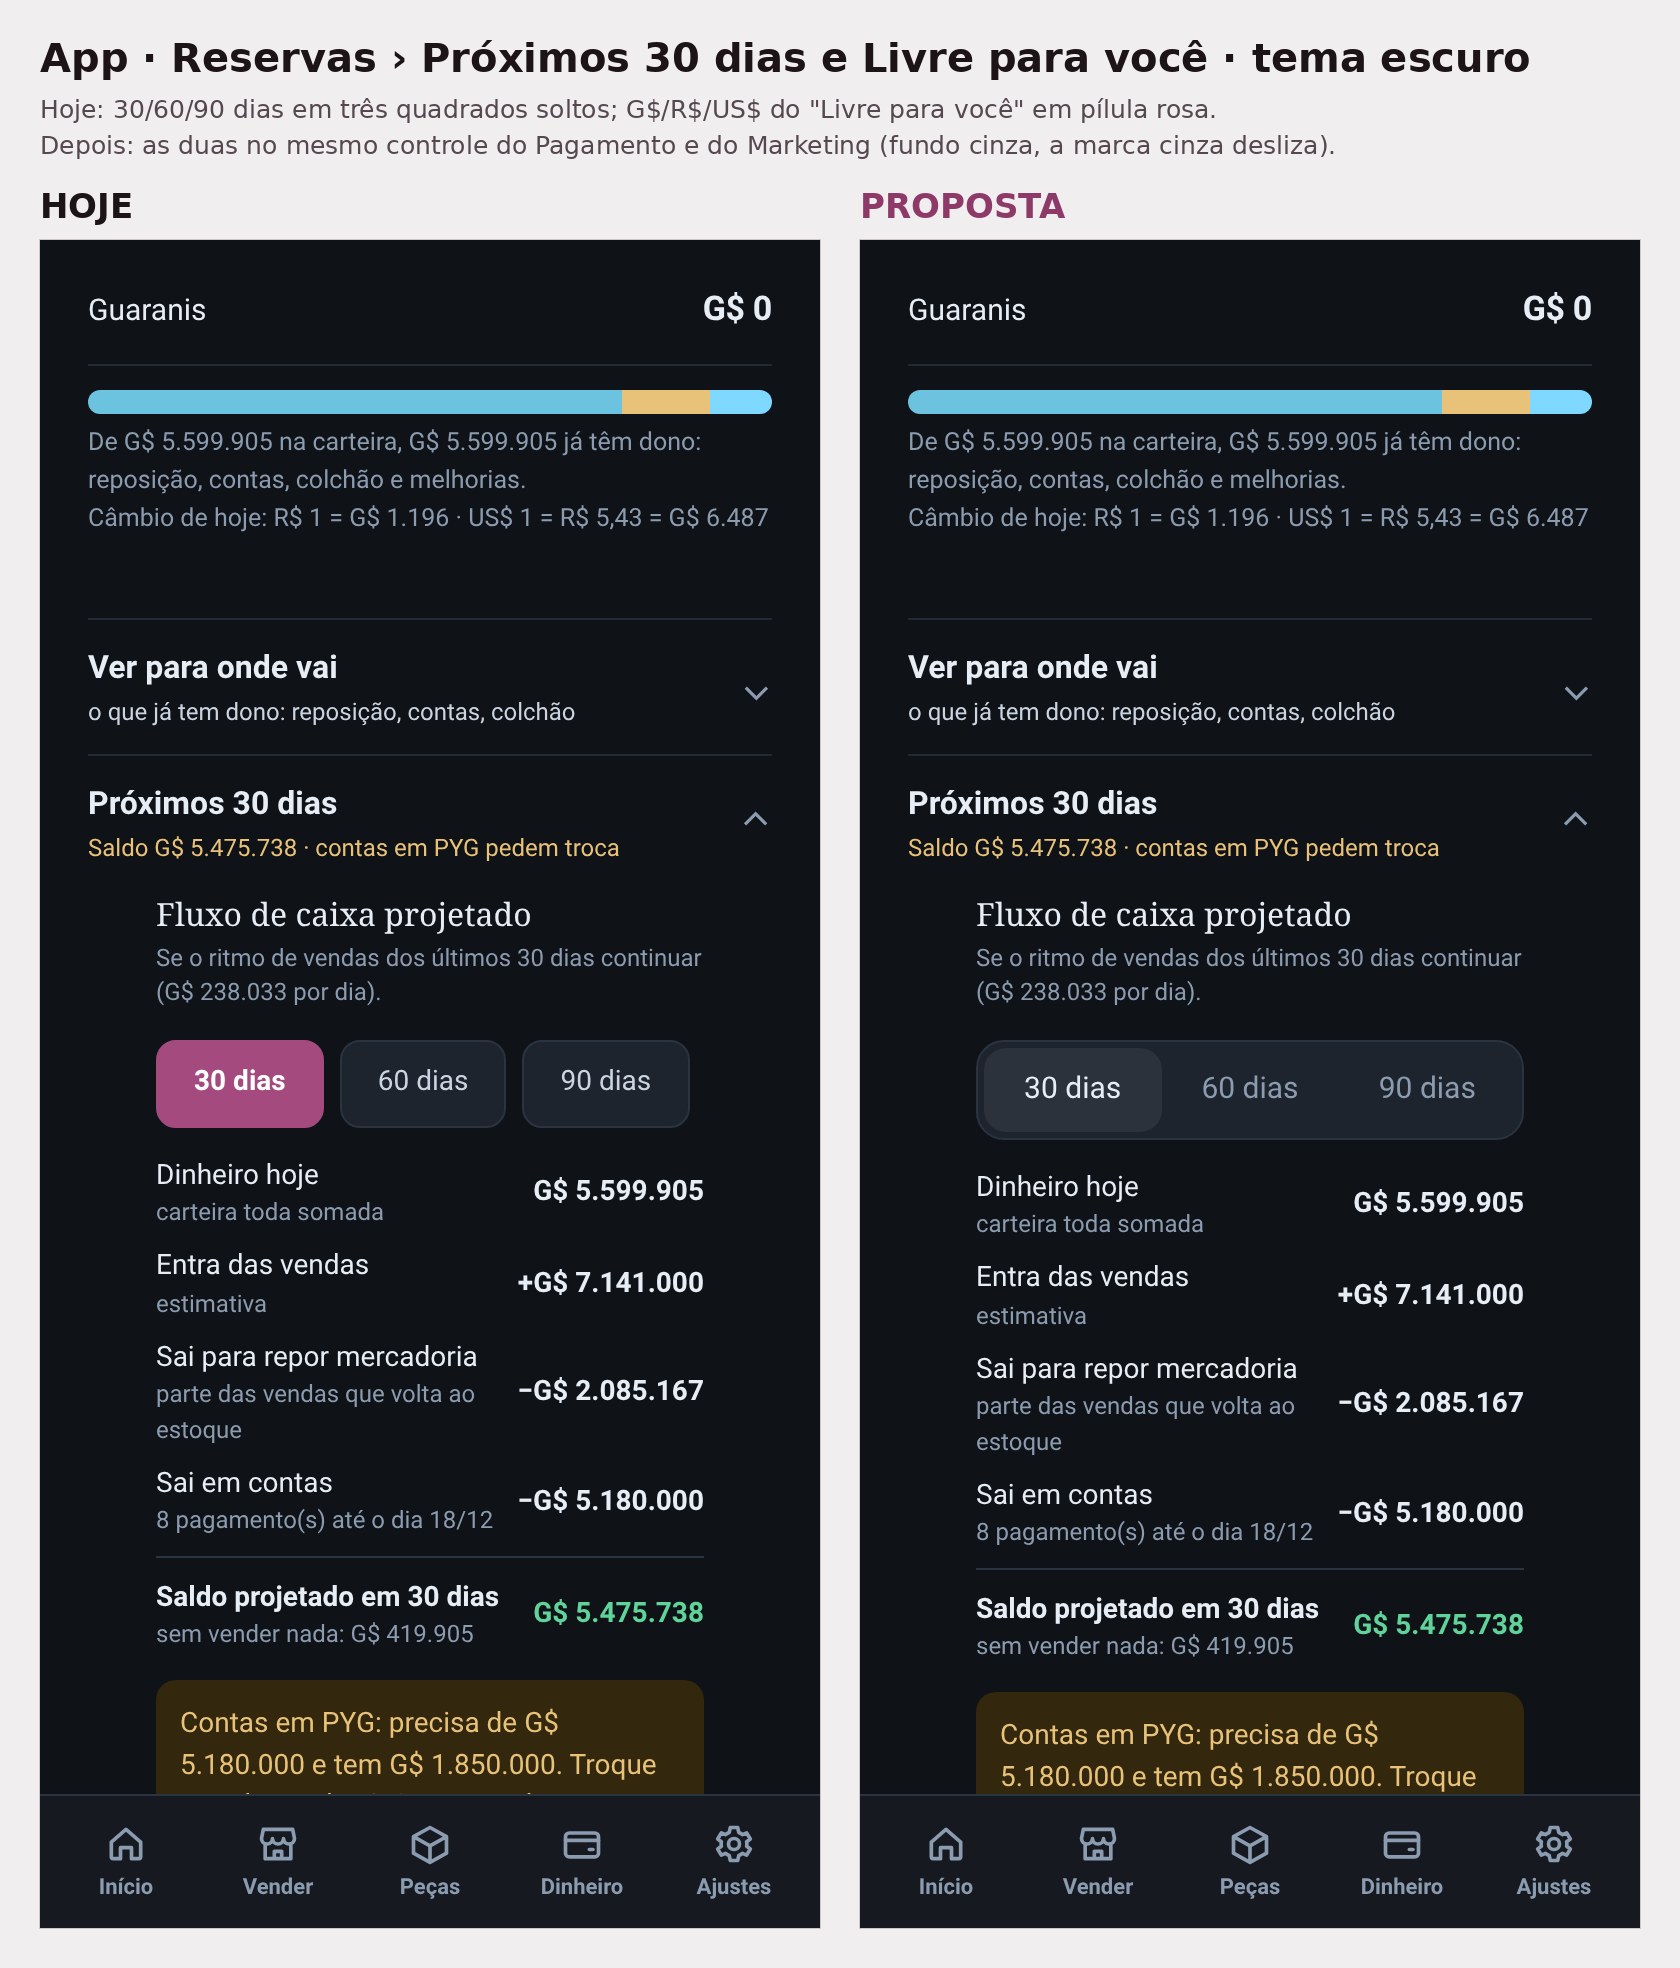 App · Reservas › Próximos 30 dias e Livre para você · tema escuro
Hoje: 30/60/90 dias em três quadrados soltos; G$/R$/US$ do "Livre para você" em pílula rosa.
Depois: as duas no mesmo controle do Pagamento e do Marketing (fundo cinza, a marca cinza desliza).
HOJE
Guaranis
G$ 0
De G$ 5.599.905 na carteira, G$ 5.599.905 já têm dono:
reposição, contas, colchão e melhorias.
Câmbio de hoje: R$ 1 = G$ 1.196 · US$ 1 = R$ 5,43 = G$ 6.487
Ver para onde vai
o que já tem dono: reposição, contas, colchão
Próximos 30 dias
Saldo G$ 5.475.738 · contas em PYG pedem troca
Fluxo de caixa projetado
Se o ritmo de vendas dos últimos 30 dias continuar
(G$ 238.033 por dia).
30 dias
60 dias
90 dias
Dinheiro hoje
carteira toda somada
G$ 5.599.905
Entra das vendas
estimativa
+G$ 7.141.000
Sai para repor mercadoria
parte das vendas que volta ao
estoque
−G$ 2.085.167
Sai em contas
8 pagamento(s) até o dia 18/12
−G$ 5.180.000
Saldo projetado em 30 dias
sem vender nada: G$ 419.905
G$ 5.475.738
Contas em PYG: precisa de G$
5.180.000 e tem G$ 1.850.000. Troque
Início
Vender
Peças
Dinheiro
Ajustes
PROPOSTA
Guaranis
G$ 0
De G$ 5.599.905 na carteira, G$ 5.599.905 já têm dono:
reposição, contas, colchão e melhorias.
Câmbio de hoje: R$ 1 = G$ 1.196 · US$ 1 = R$ 5,43 = G$ 6.487
Ver para onde vai
o que já tem dono: reposição, contas, colchão
Próximos 30 dias
Saldo G$ 5.475.738 · contas em PYG pedem troca
Fluxo de caixa projetado
Se o ritmo de vendas dos últimos 30 dias continuar
(G$ 238.033 por dia).
30 dias
60 dias
90 dias
Dinheiro hoje
carteira toda somada
G$ 5.599.905
Entra das vendas
estimativa
+G$ 7.141.000
Sai para repor mercadoria
parte das vendas que volta ao
estoque
−G$ 2.085.167
Sai em contas
8 pagamento(s) até o dia 18/12
−G$ 5.180.000
Saldo projetado em 30 dias
sem vender nada: G$ 419.905
G$ 5.475.738
Contas em PYG: precisa de G$
5.180.000 e tem G$ 1.850.000. Troque
Início
Vender
Peças
Dinheiro
Ajustes